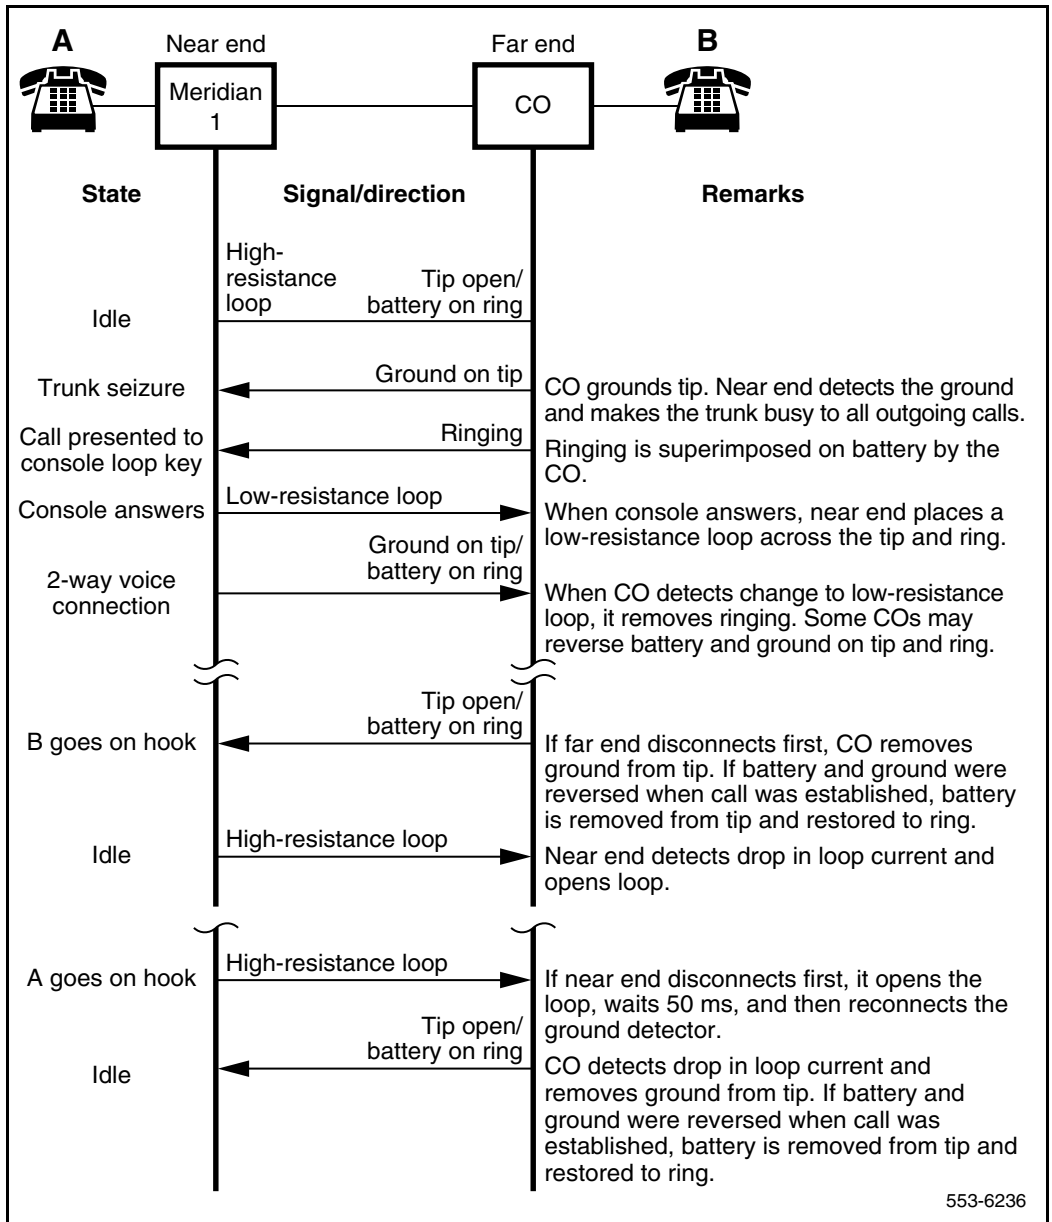 A
Near end
Far end
B
Meridian
1
CO
State
Signal/direction
Remarks
High-
resistance
loop
Tip open/
battery on ring
Idle
Trunk seizure
Ground on tip
CO grounds tip. Near end detects the ground
and makes the trunk busy to all outgoing calls.
Call presented to
console loop key
Ringing
Ringing is superimposed on battery by the
CO.
Console answers
Low-resistance loop
When console answers, near end places a
low-resistance loop across the tip and ring.
2-way voice
connection
Ground on tip/
battery on ring
When CO detects change to low-resistance
loop, it removes ringing. Some COs may
reverse battery and ground on tip and ring.
B goes on hook
Tip open/
battery on ring
If far end disconnects first, CO removes
ground from tip. If battery and ground were
reversed when call was established, battery
is removed from tip and restored to ring.
Idle
High-resistance loop
Near end detects drop in loop current and
opens loop.
A goes on hook
High-resistance loop
If near end disconnects first, it opens the
loop, waits 50 ms, and then reconnects the
ground detector.
Idle
Tip open/
battery on ring
CO detects drop in loop current and
removes ground from tip. If battery and
ground were reversed when call was
established, battery is removed from tip and
restored to ring.
553-6236